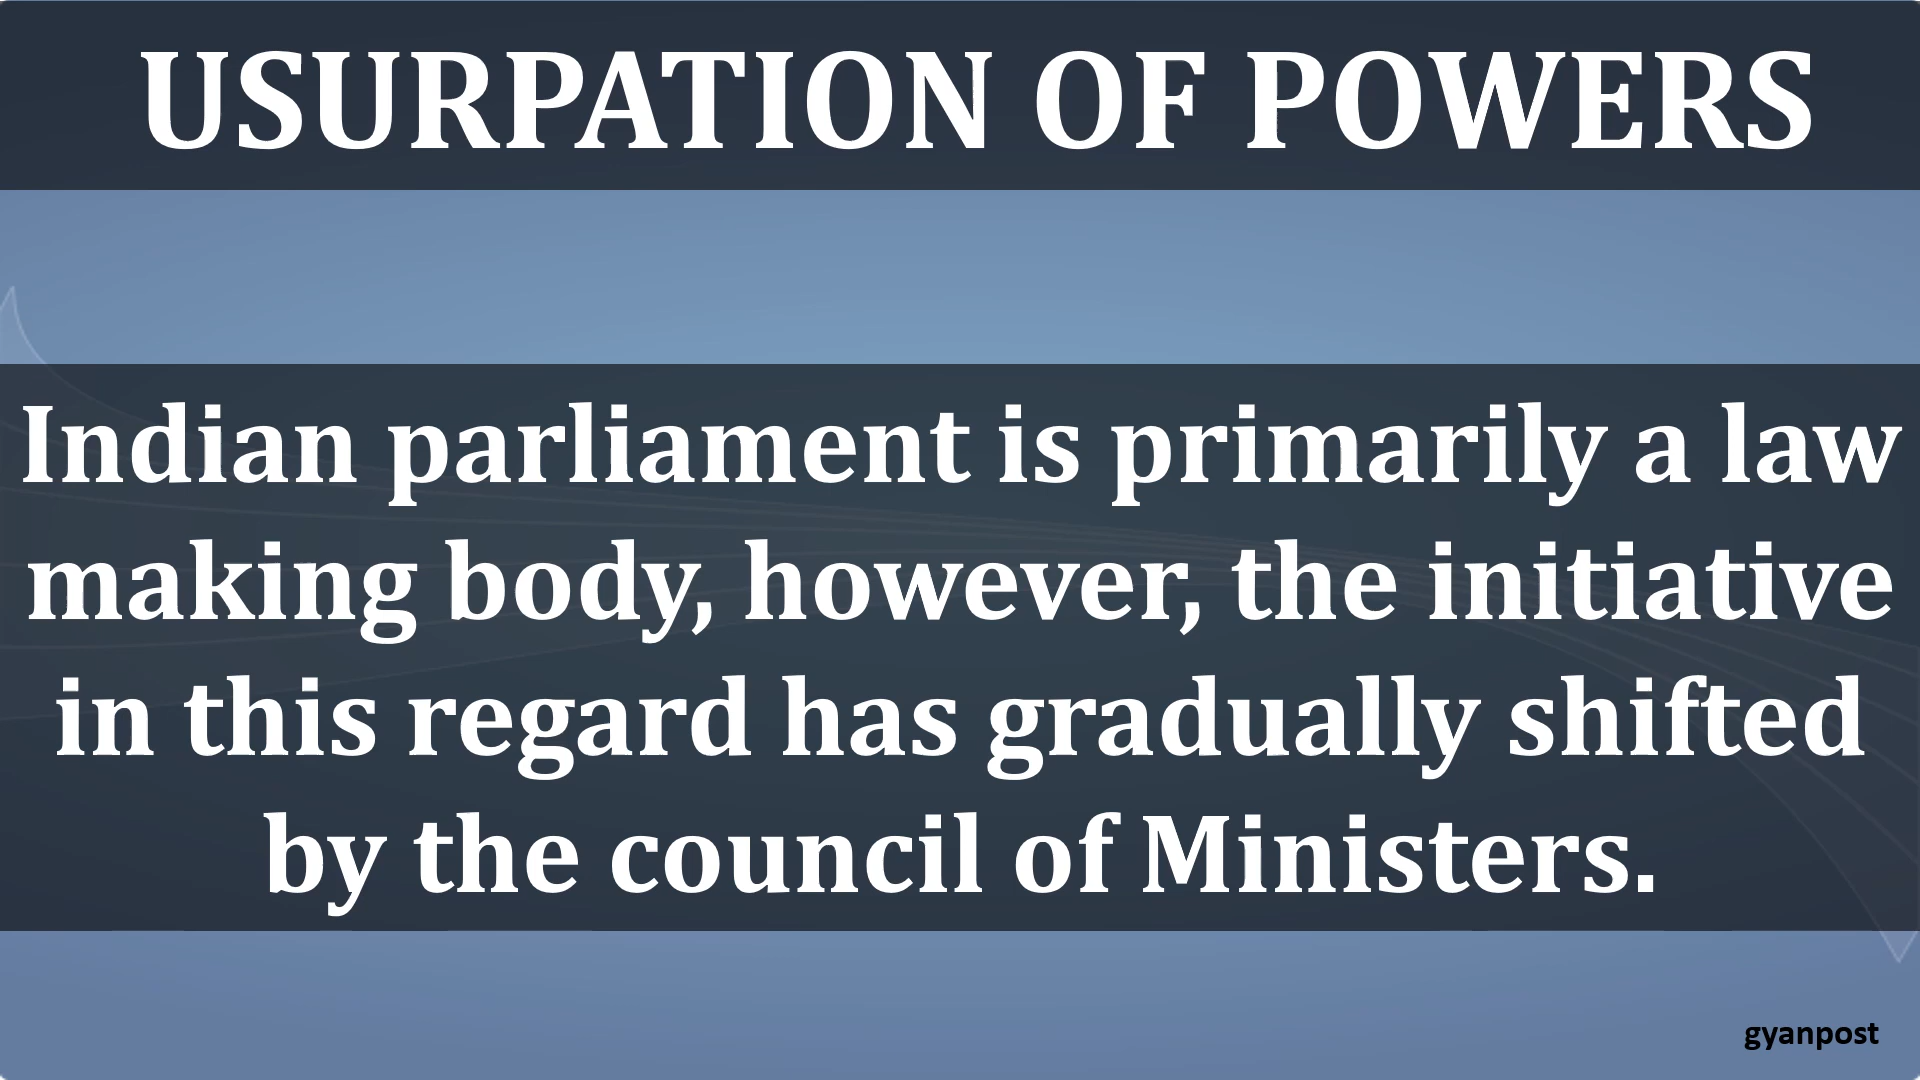 USURPATION OF POWERS
Indian parliament is primarily a law
making body, however, the initiative
in this regard has gradually shifted
by the council of Ministers.
gyanpost